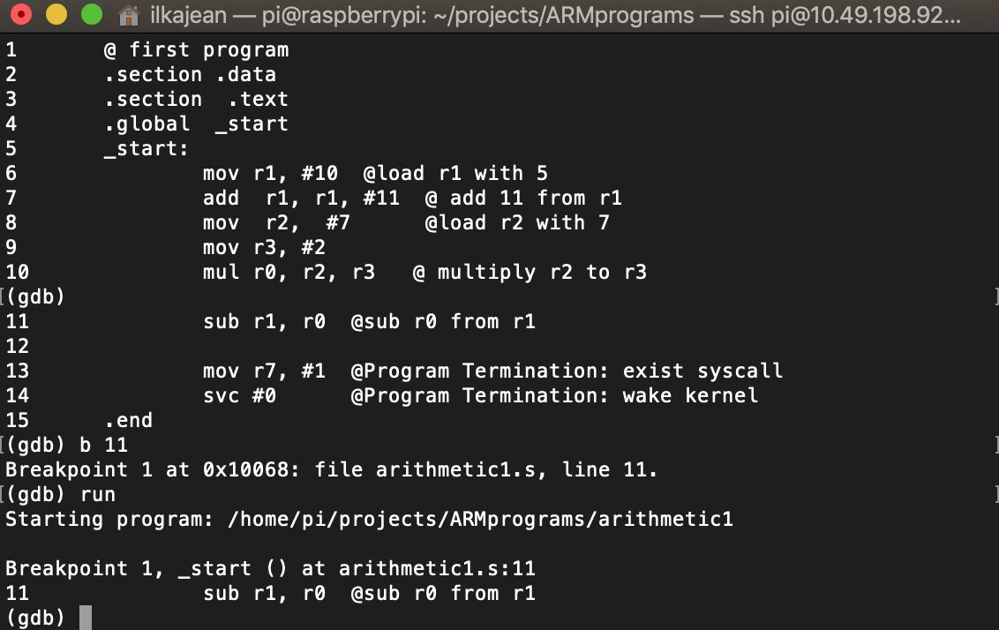 ilkajean — pi@raspberrypi: ~/projects/ARMprograms — ssh pi@10.49.198.92...
1 @ first program
2 .section .data
3 .section  .text
4 .global  _start
5 _start:
6 mov r1, #10  @load r1 with 5
7 add  r1, r1, #11  @ add 11 from r1
8 mov  r2,  #7      @load r2 with 7
9 mov r3, #2
10 mul r0, r2, r3   @ multiply r2 to r3
(gdb)
11 sub r1, r0  @sub r0 from r1
12
13 mov r7, #1  @Program Termination: exist syscall
14 svc #0      @Program Termination: wake kernel
15 .end
(gdb) b 11
Breakpoint 1 at 0x10068: file arithmetic1.s, line 11.
(gdb) run
Starting program: /home/pi/projects/ARMprograms/arithmetic1
Breakpoint 1, _start () at arithmetic1.s:11
11 sub r1, r0  @sub r0 from r1
(gdb)